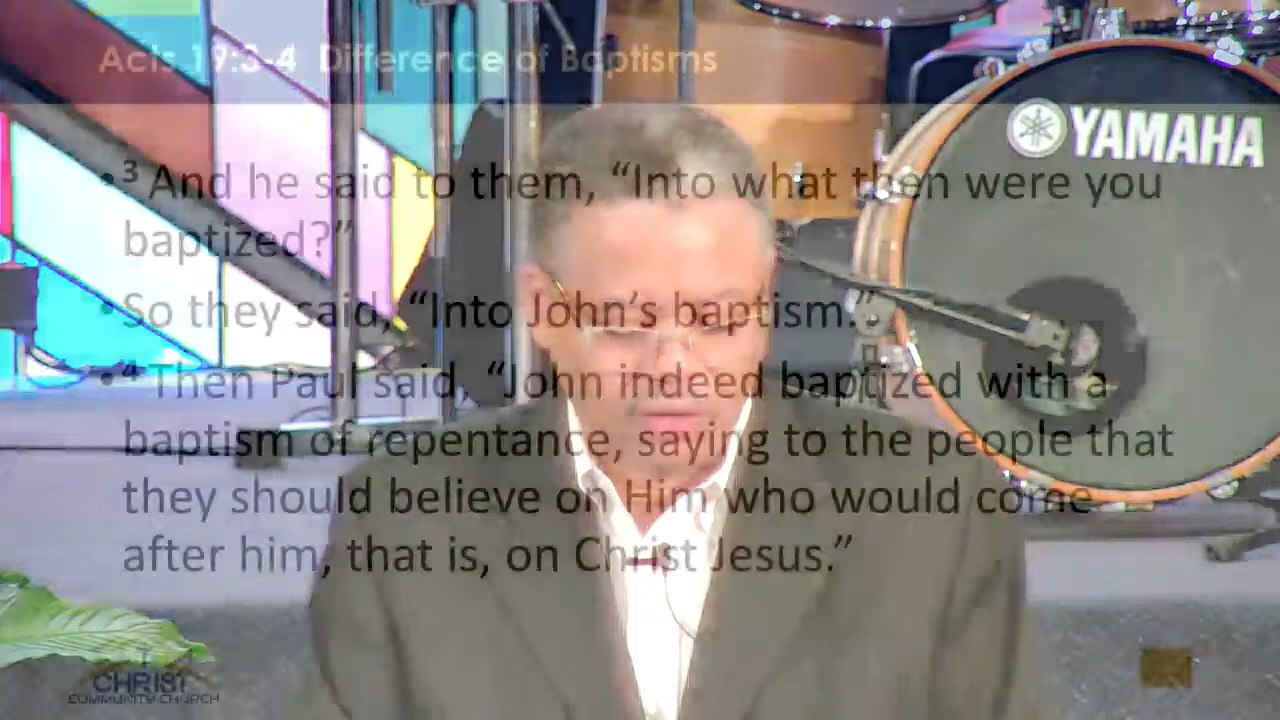 Acts 19:3-4 Difference of Baptisms
•³ And he said to them, “Into what then were you
baptized?”
•So they said, “Into John’s baptism.”
•⁴ Then Paul said, “John indeed baptized with a
baptism of repentance, saying to the people that
they should believe on Him who would come
after him, that is, on Christ Jesus.”
YAMAHA
CHRIST
COMMUNITY CHURCH